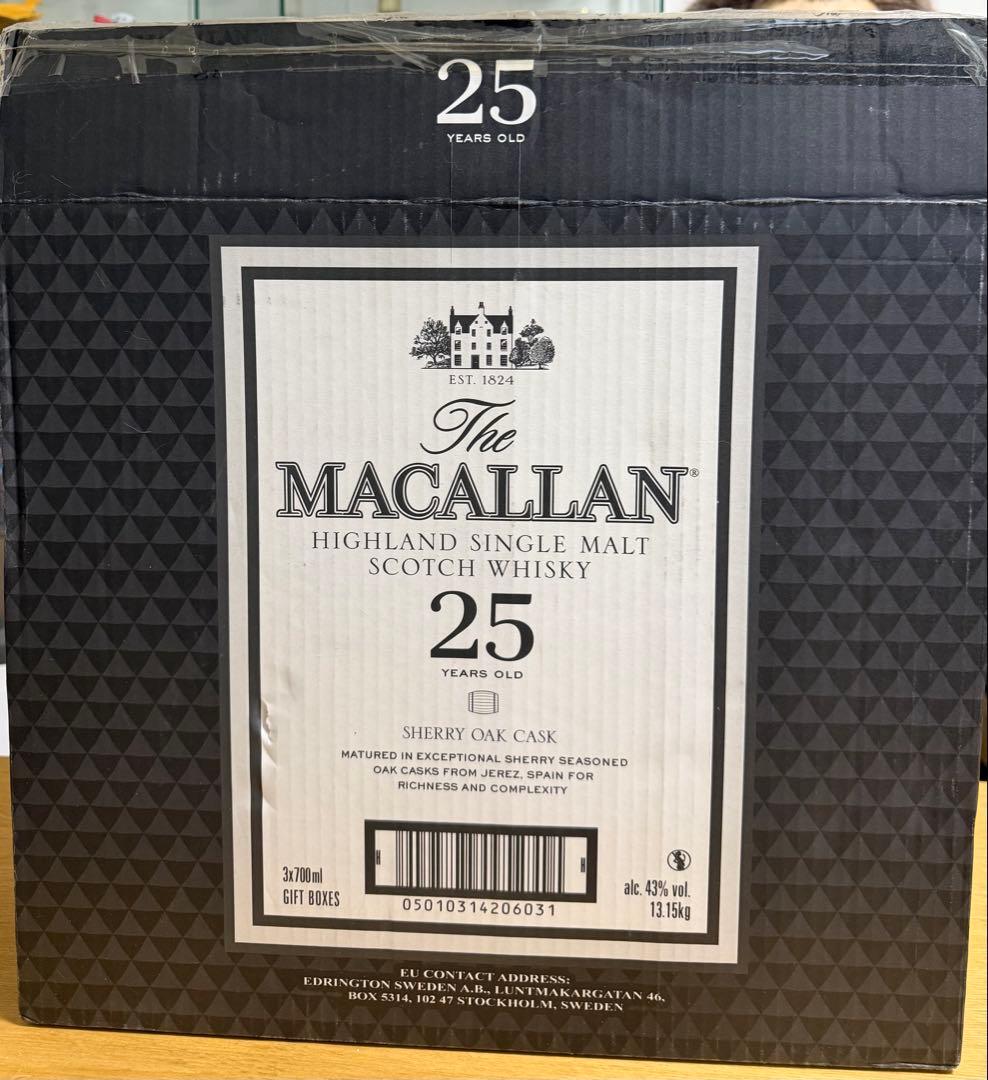 25
YEARS OLD
EST. 1824
The
MACALLAN®
HIGHLAND SINGLE MALT
SCOTCH WHISKY
25
YEARS OLD
SHERRY OAK CASK
MATURED IN EXCEPTIONAL SHERRY SEASONED
OAK CASKS FROM JEREZ, SPAIN FOR
RICHNESS AND COMPLEXITY
3x700ml
GIFT BOXES
H
H
05010314206031
alc. 43% vol.
13.15kg
EU CONTACT ADDRESS:
EDRINGTON SWEDEN A.B., LUNTMAKARGATAN 46,
BOX 5314, 102 47 STOCKHOLM, SWEDEN